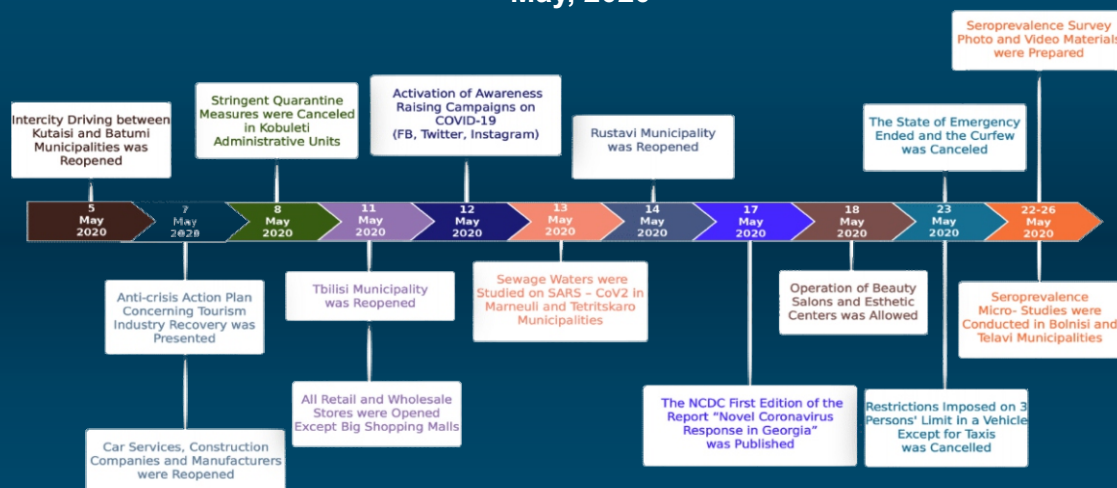 May, 2020
Seroprevalence Survey
Photo and Video Materials
were Prepared
Intercity Driving between
Kutaisi and Batumi
Municipalities was
Reopened
Stringent Quarantine
Measures were Canceled
in Kobuleti
Administrative Units
Activation of Awareness
Raising Campaigns on
COVID-19
(FB, Twitter, Instagram)
Rustavi Municipality
was Reopened
The State of Emergency
Ended and the Curfew
was Canceled
5
May
2020
7
May
2020
8
May
2020
11
May
2020
12
May
2020
13
May
2020
14
May
2020
17
May
2020
18
May
2020
23
May
2020
22-26
May
2020
Anti-crisis Action Plan
Concerning Tourism
Industry Recovery was
Presented
Tbilisi Municipality
was Reopened
Sewage Waters were
Studied on SARS – CoV2 in
Marneuli and Tetritskaro
Municipalities
Operation of Beauty
Salons and Esthetic
Centers was Allowed
Seroprevalence
Micro- Studies were
Conducted in Bolnisi and
Telavi Municipalities
Car Services, Construction
Companies and Manufacturers
were Reopened
All Retail and Wholesale
Stores were Opened
Except Big Shopping Malls
The NCDC First Edition of the
Report “Novel Coronavirus
Response in Georgia”
was Published
Restrictions Imposed on 3
Persons' Limit in a Vehicle
Except for Taxis
was Cancelled